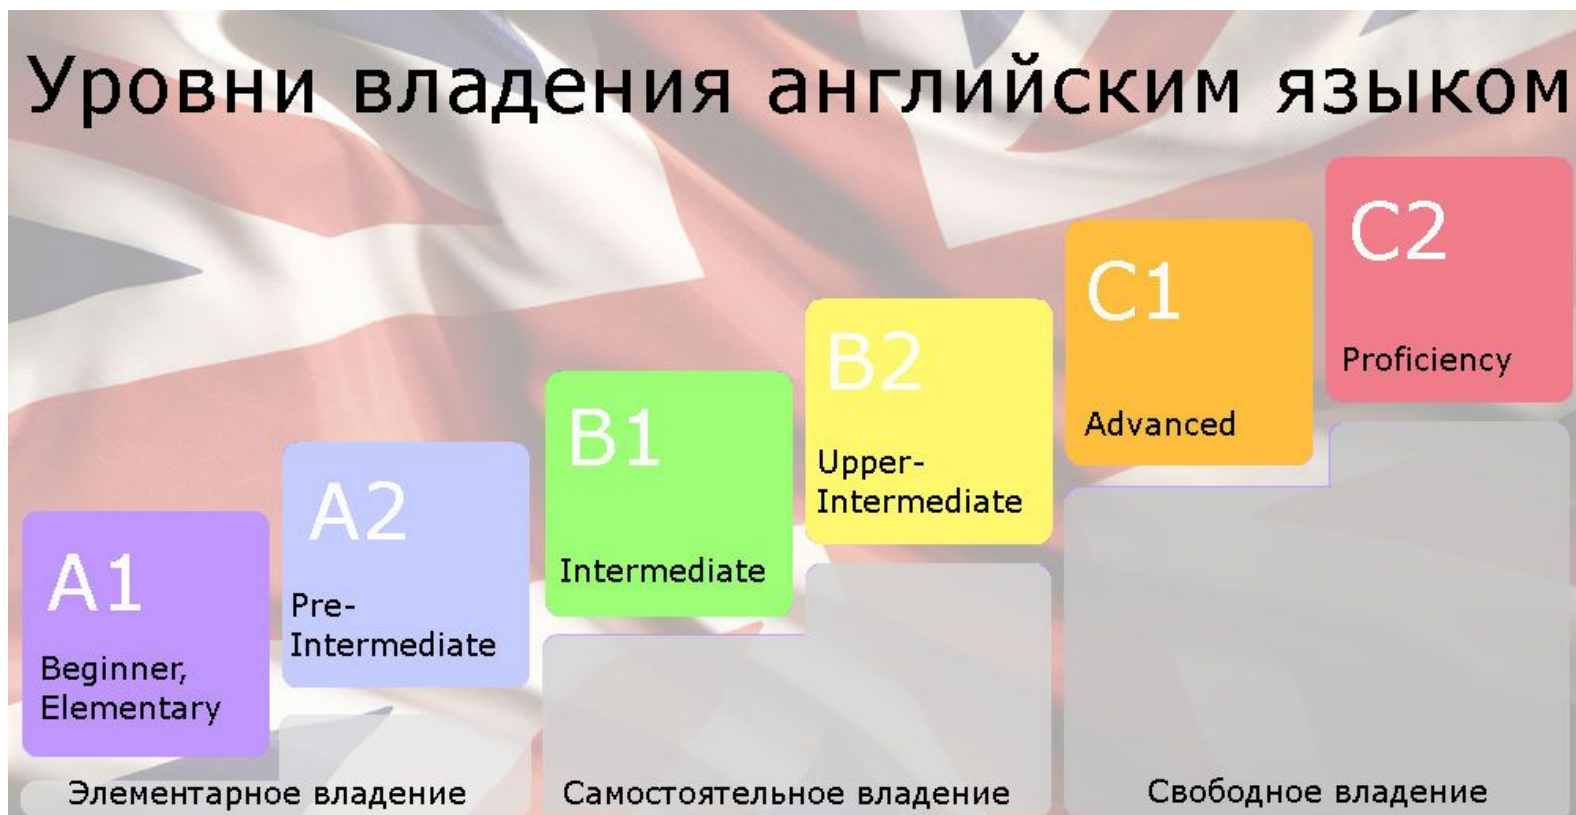 Уровни владения английским языком
A1
Beginner,
Elementary
A2
Pre-
Intermediate
B1
Intermediate
B2
Upper-
Intermediate
C1
Advanced
C2
Proficiency
Элементарное владение
Самостоятельное владение
Свободное владение